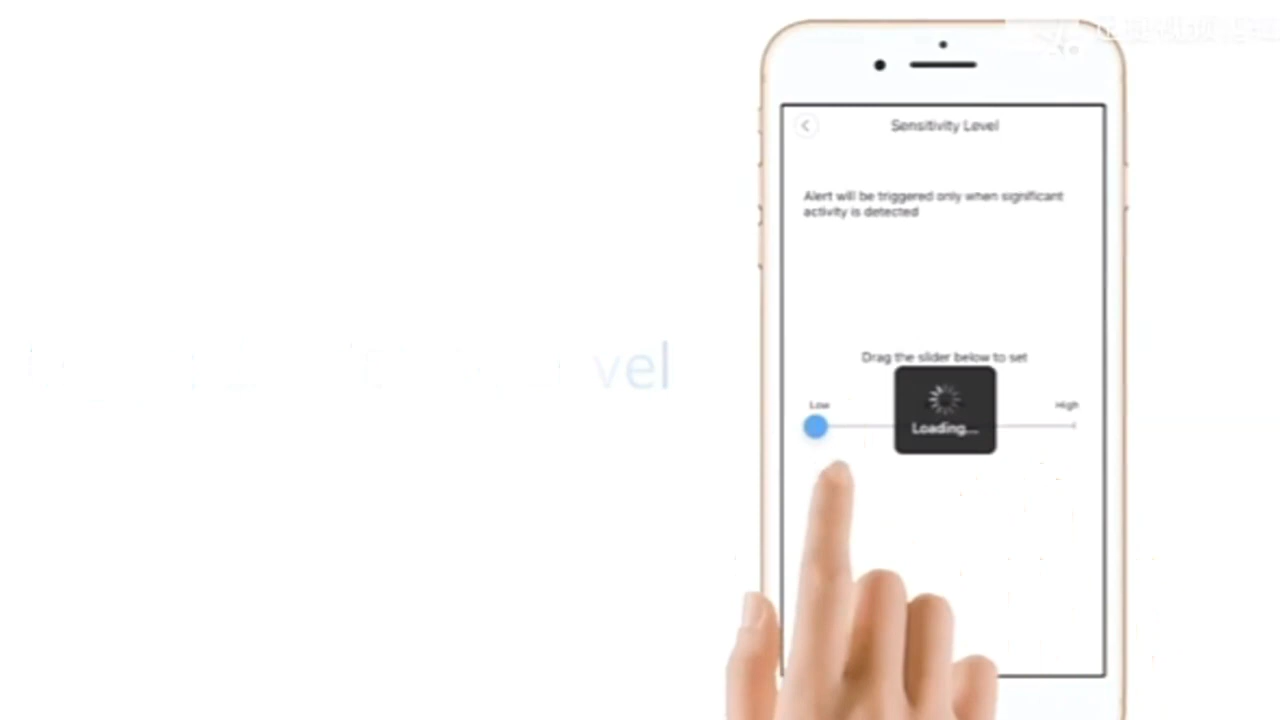 vel
Sensitivity Level
Alert will be triggered only when significant
activity is detected
Drag the slider below to set
Low
High
Loading...